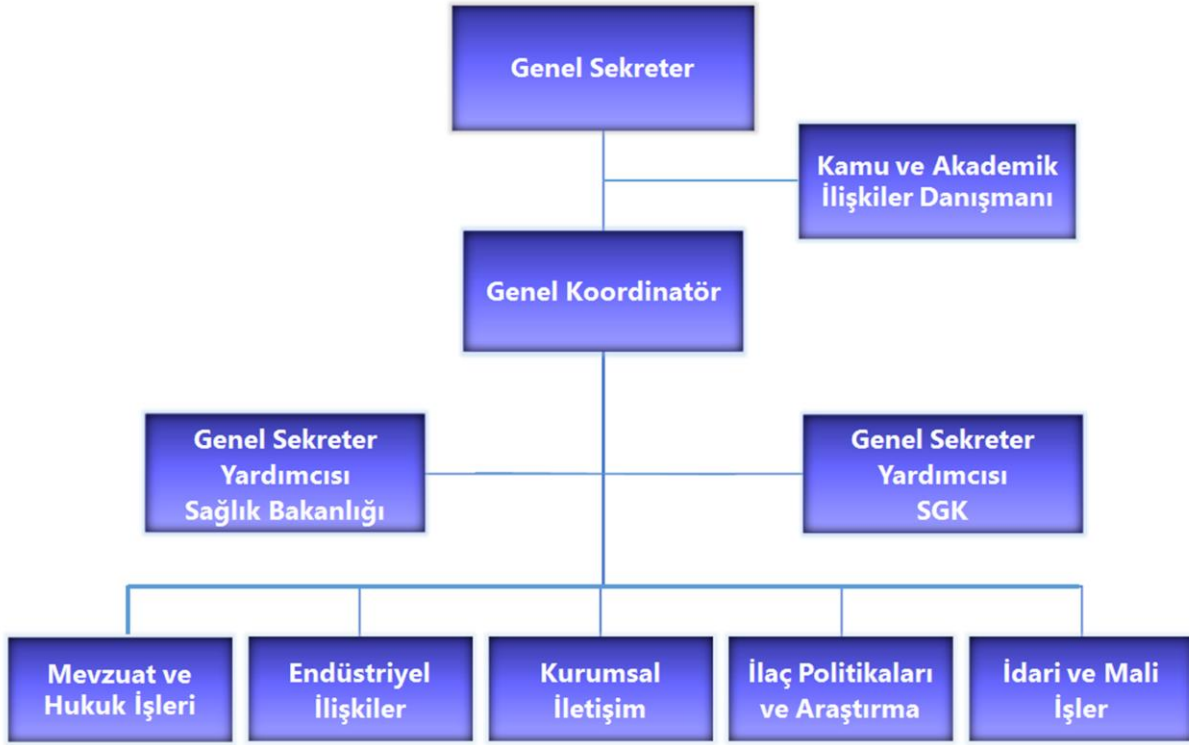 Genel Sekreter
Kamu ve Akademik
İlişkiler Danışmanı
Genel Koordinatör
Genel Sekreter
Yardımcısı
Sağlık Bakanlığı
Genel Sekreter
Yardımcısı
SGK
Mevzuat ve
Hukuk İşleri
Endüstriyel
İlişkiler
Kurumsal
İletişim
İlaç Politikaları
ve Araştırma
İdari ve Mali
İşler